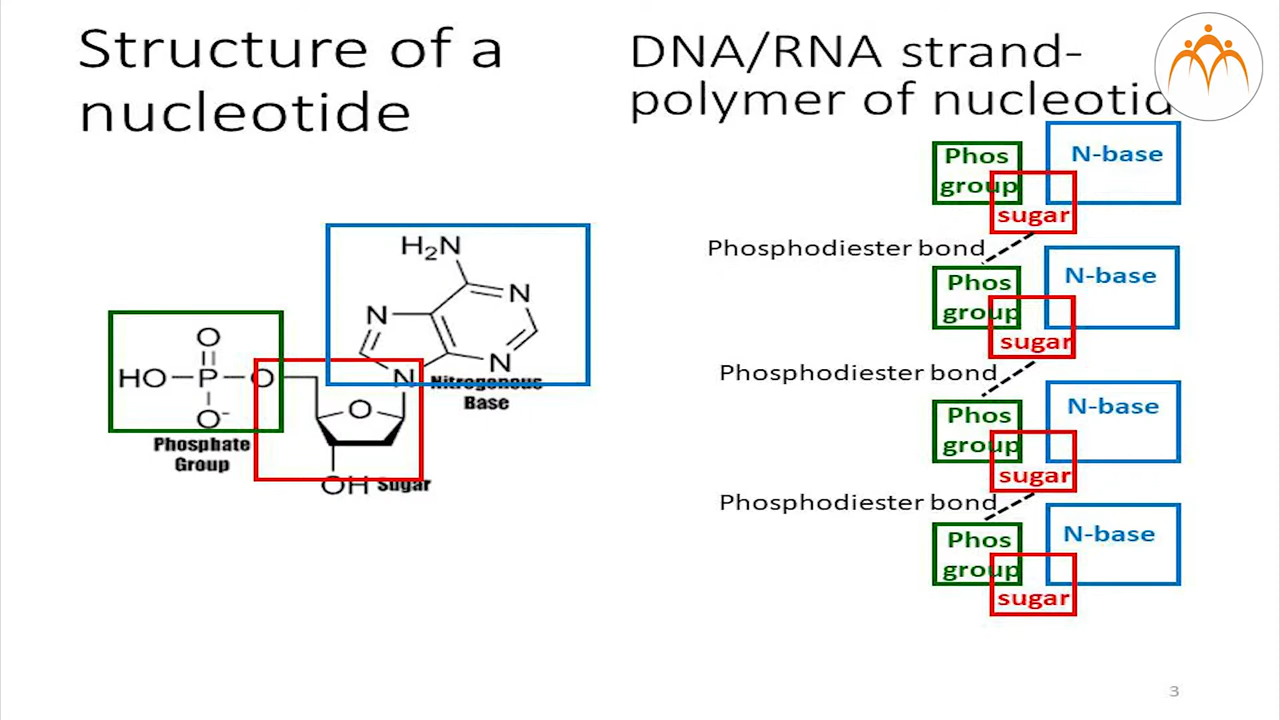 Structure of a
nucleotide
H₂N
N
N
N
N
O
HO
P
O
O⁻
O
OH
Nitrogenous
Base
Phosphate
Group
Sugar
DNA/RNA strand-
polymer of nucleotid
Phos
group
sugar
N-base
Phosphodiester bond
Phos
group
sugar
N-base
Phosphodiester bond
Phos
group
sugar
N-base
Phosphodiester bond
Phos
group
sugar
N-base
3